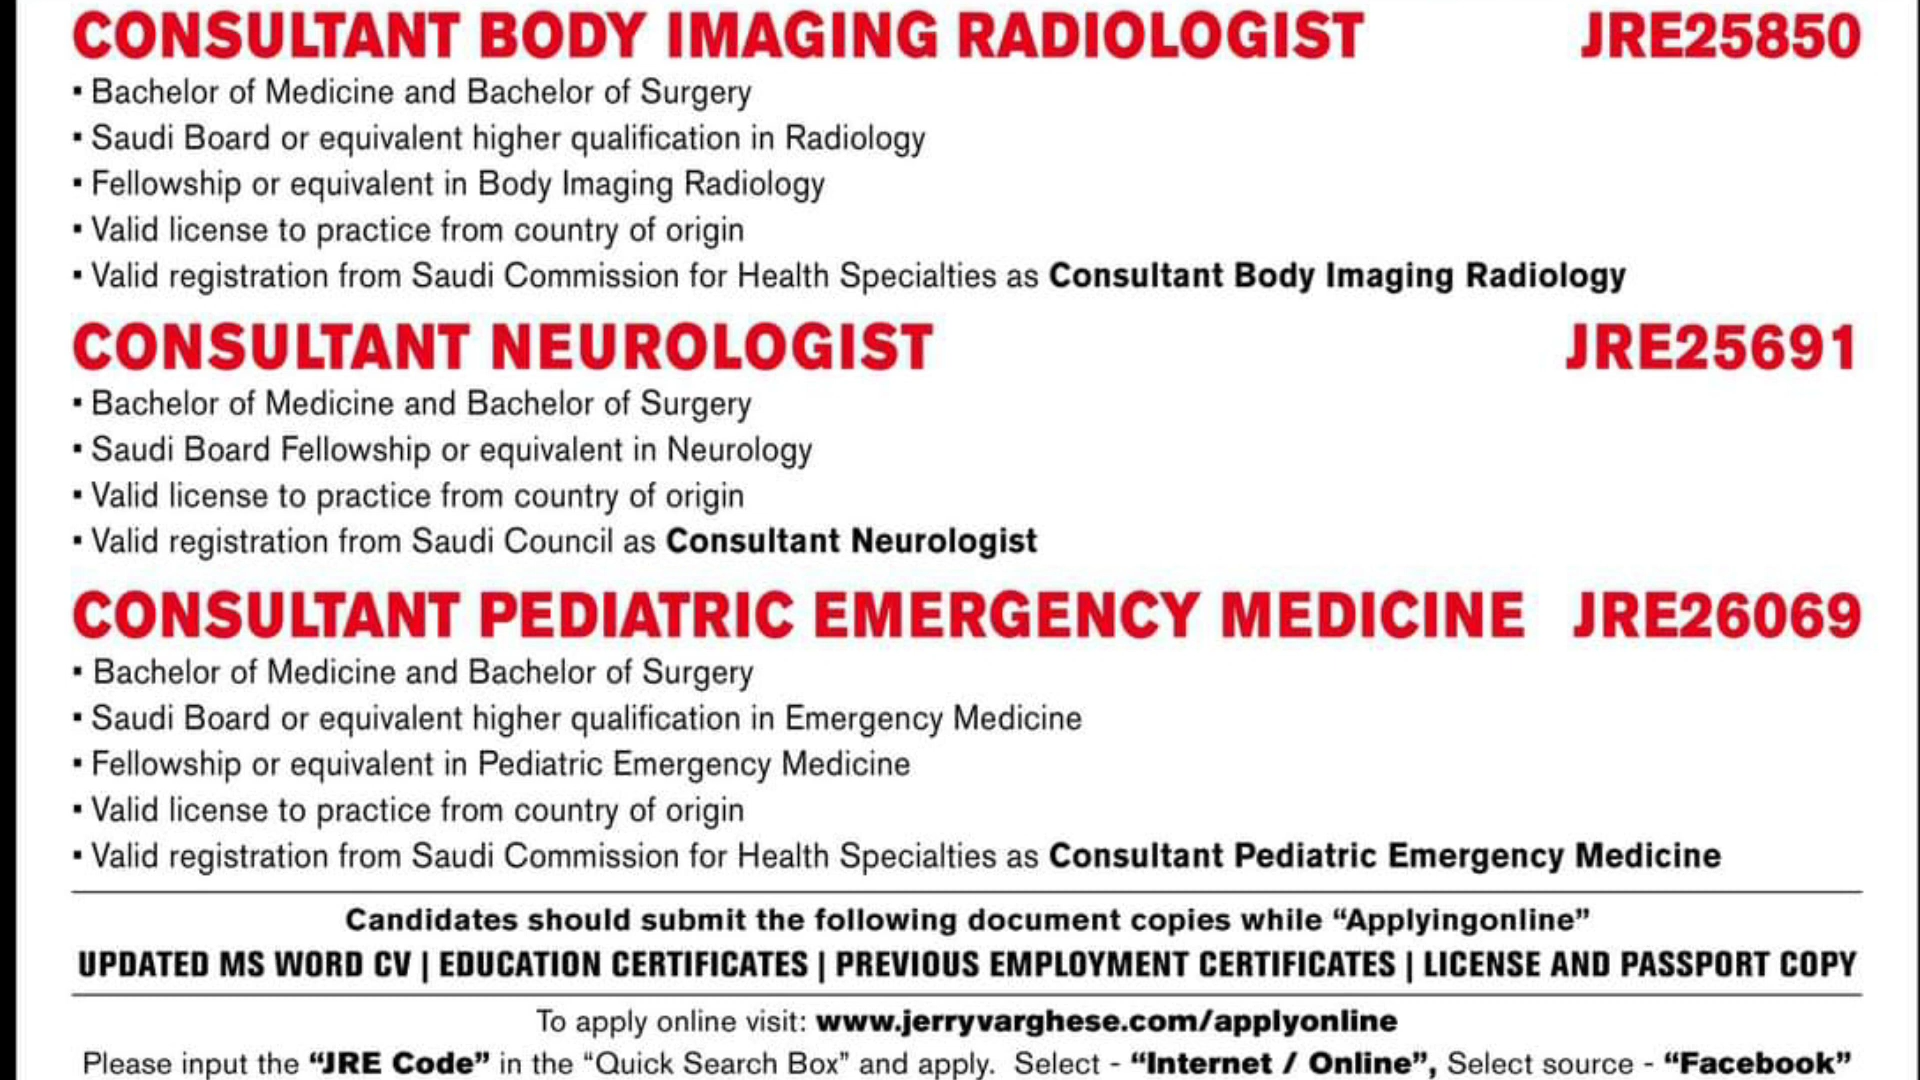 CONSULTANT BODY IMAGING RADIOLOGIST JRE25850
▪ Bachelor of Medicine and Bachelor of Surgery
▪ Saudi Board or equivalent higher qualification in Radiology
▪ Fellowship or equivalent in Body Imaging Radiology
▪ Valid license to practice from country of origin
▪ Valid registration from Saudi Commission for Health Specialties as Consultant Body Imaging Radiology
CONSULTANT NEUROLOGIST JRE25691
▪ Bachelor of Medicine and Bachelor of Surgery
▪ Saudi Board Fellowship or equivalent in Neurology
▪ Valid license to practice from country of origin
▪ Valid registration from Saudi Council as Consultant Neurologist
CONSULTANT PEDIATRIC EMERGENCY MEDICINE JRE26069
▪ Bachelor of Medicine and Bachelor of Surgery
▪ Saudi Board or equivalent higher qualification in Emergency Medicine
▪ Fellowship or equivalent in Pediatric Emergency Medicine
▪ Valid license to practice from country of origin
▪ Valid registration from Saudi Commission for Health Specialties as Consultant Pediatric Emergency Medicine
Candidates should submit the following document copies while “Applyingonline”
UPDATED MS WORD CV | EDUCATION CERTIFICATES | PREVIOUS EMPLOYMENT CERTIFICATES | LICENSE AND PASSPORT COPY
To apply online visit: www.jerryvarghese.com/applyonline
Please input the “JRE Code” in the “Quick Search Box” and apply. Select - “Internet / Online”, Select source - “Facebook”